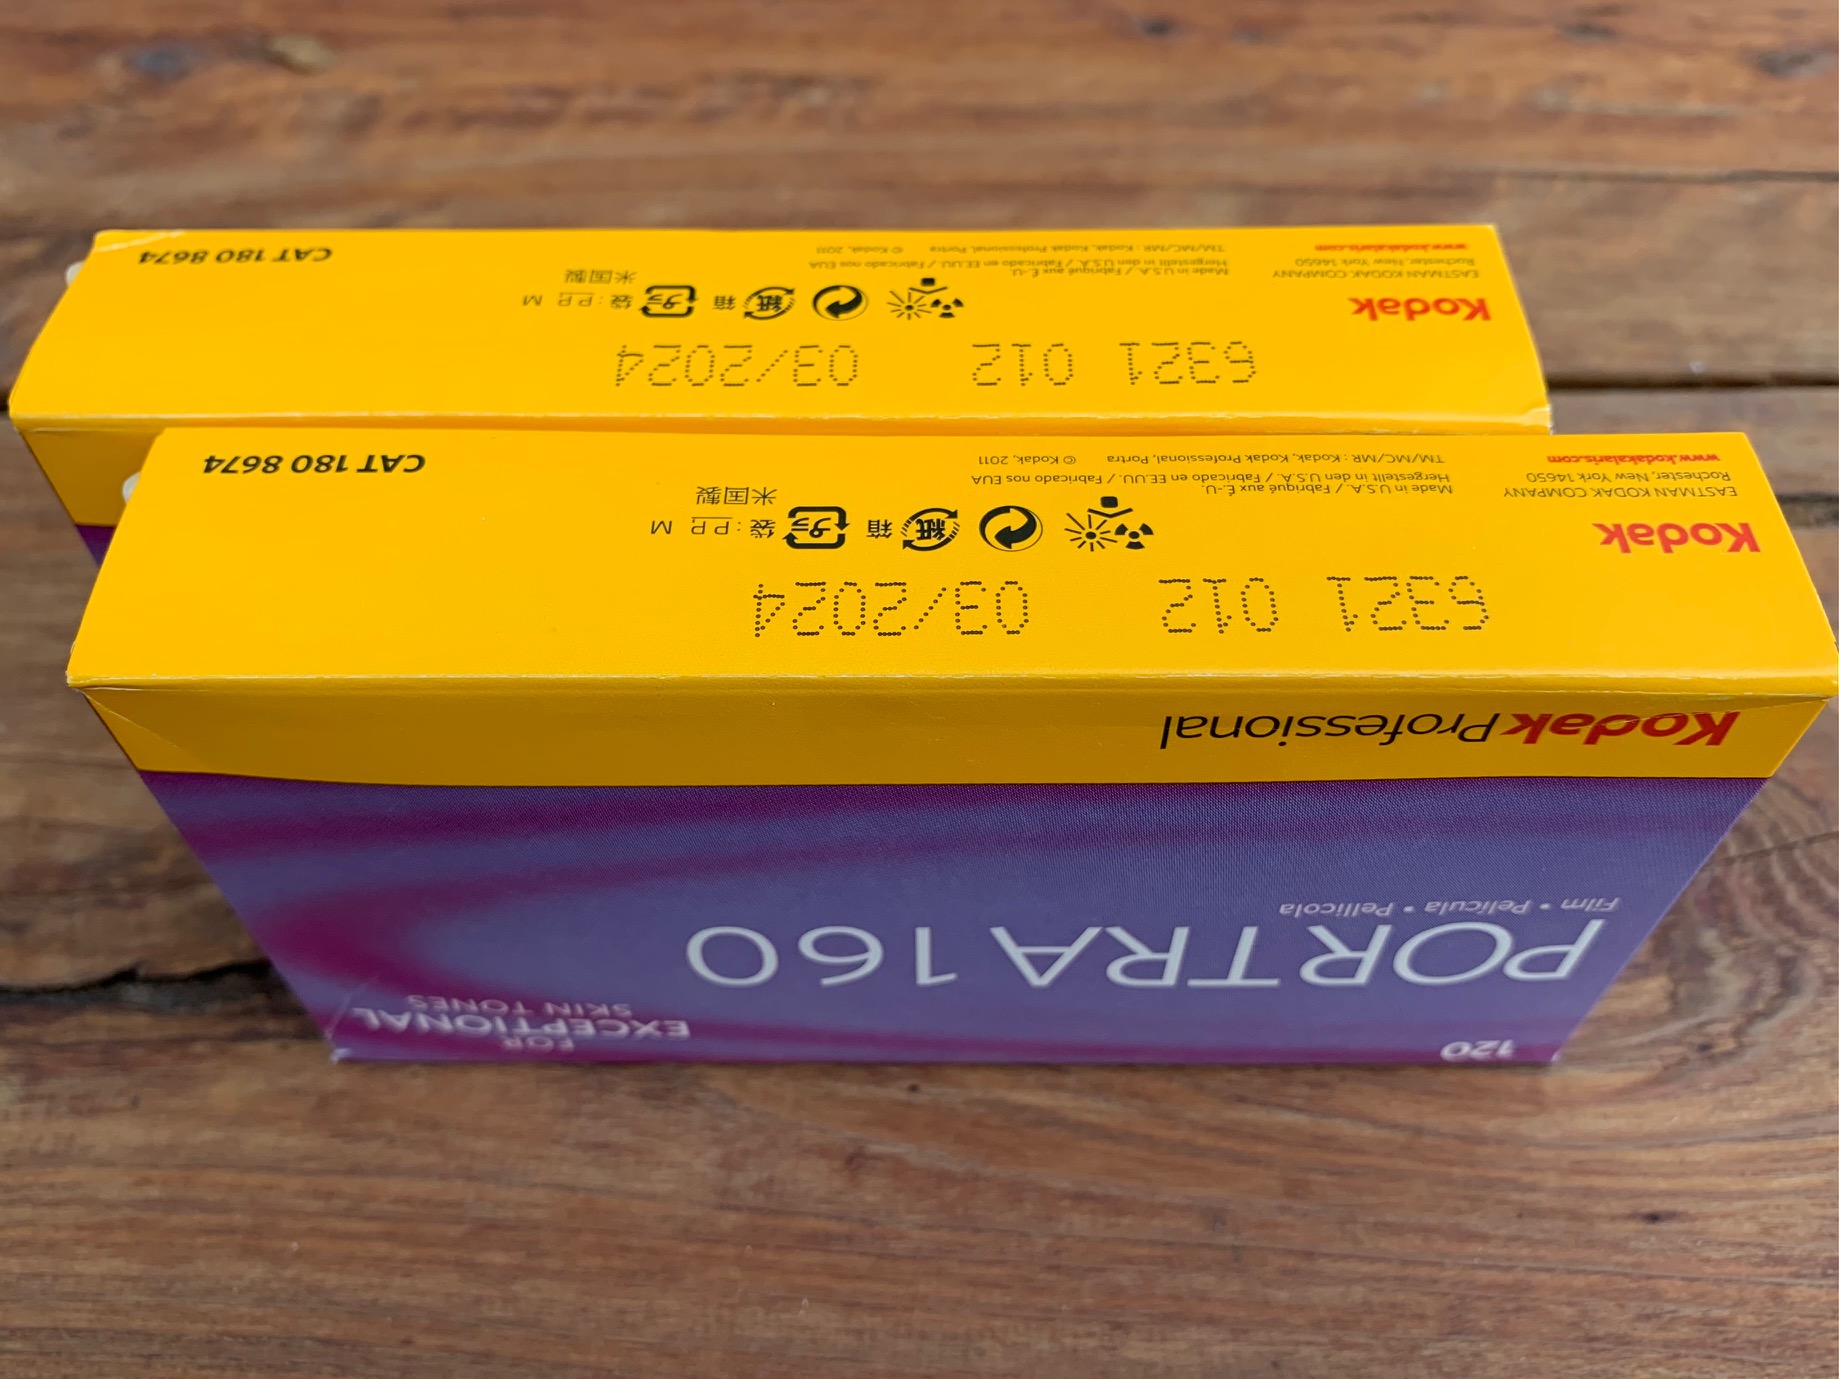 Kodak
EASTMAN KODAK COMPANY
Rochester, New York 14650
www.kodakalaris.com
6321 012 03/2024
Made in U.S.A. / Fabriqué aux É.-U.
Hergestellt in den U.S.A. / Fabricado en EE.UU. / Fabricado nos EUA
TM/MC/MR : Kodak, Kodak Professional, Portra © Kodak, 2011
紙 箱 プラ 袋 : P.P. M
米国製
CAT 180 8674
120
FOR
EXCEPTIONAL
SKIN TONES
PORTRA 160
Film • Película • Pellicola
Kodak Professional
6321 012 03/2024
Kodak
紙 箱 プラ 袋 : P.P. M
米国製
Made in U.S.A. / Fabriqué aux É.-U.
Hergestellt in den U.S.A. / Fabricado en EE.UU. / Fabricado nos EUA
TM/MC/MR : Kodak, Kodak Professional, Portra © Kodak, 2011
EASTMAN KODAK COMPANY
Rochester, New York 14650
www.kodakalaris.com
CAT 180 8674